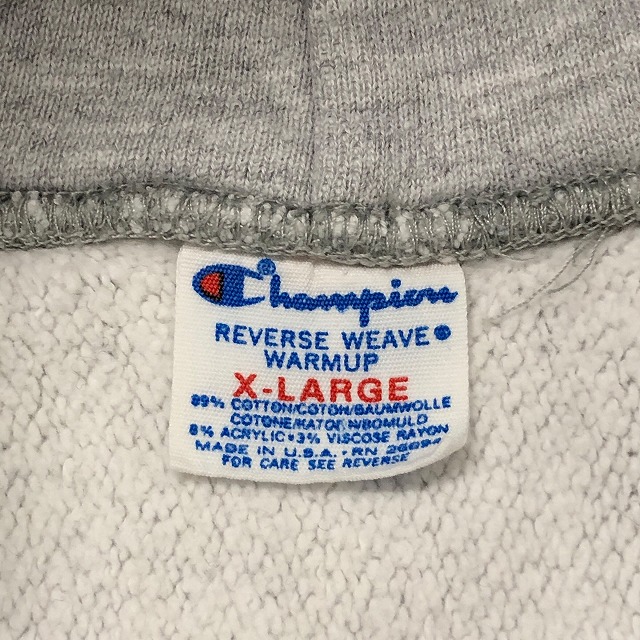 Champion
REVERSE WEAVE
WARMUP
X-LARGE
89% COTTON/COTON/BAUMWOLLE
COTONE/KATOEN/BOMULD
8% ACRYLIC•3% VISCOSE RAYON
MADE IN U.S.A.•RN 26094
FOR CARE SEE REVERSE